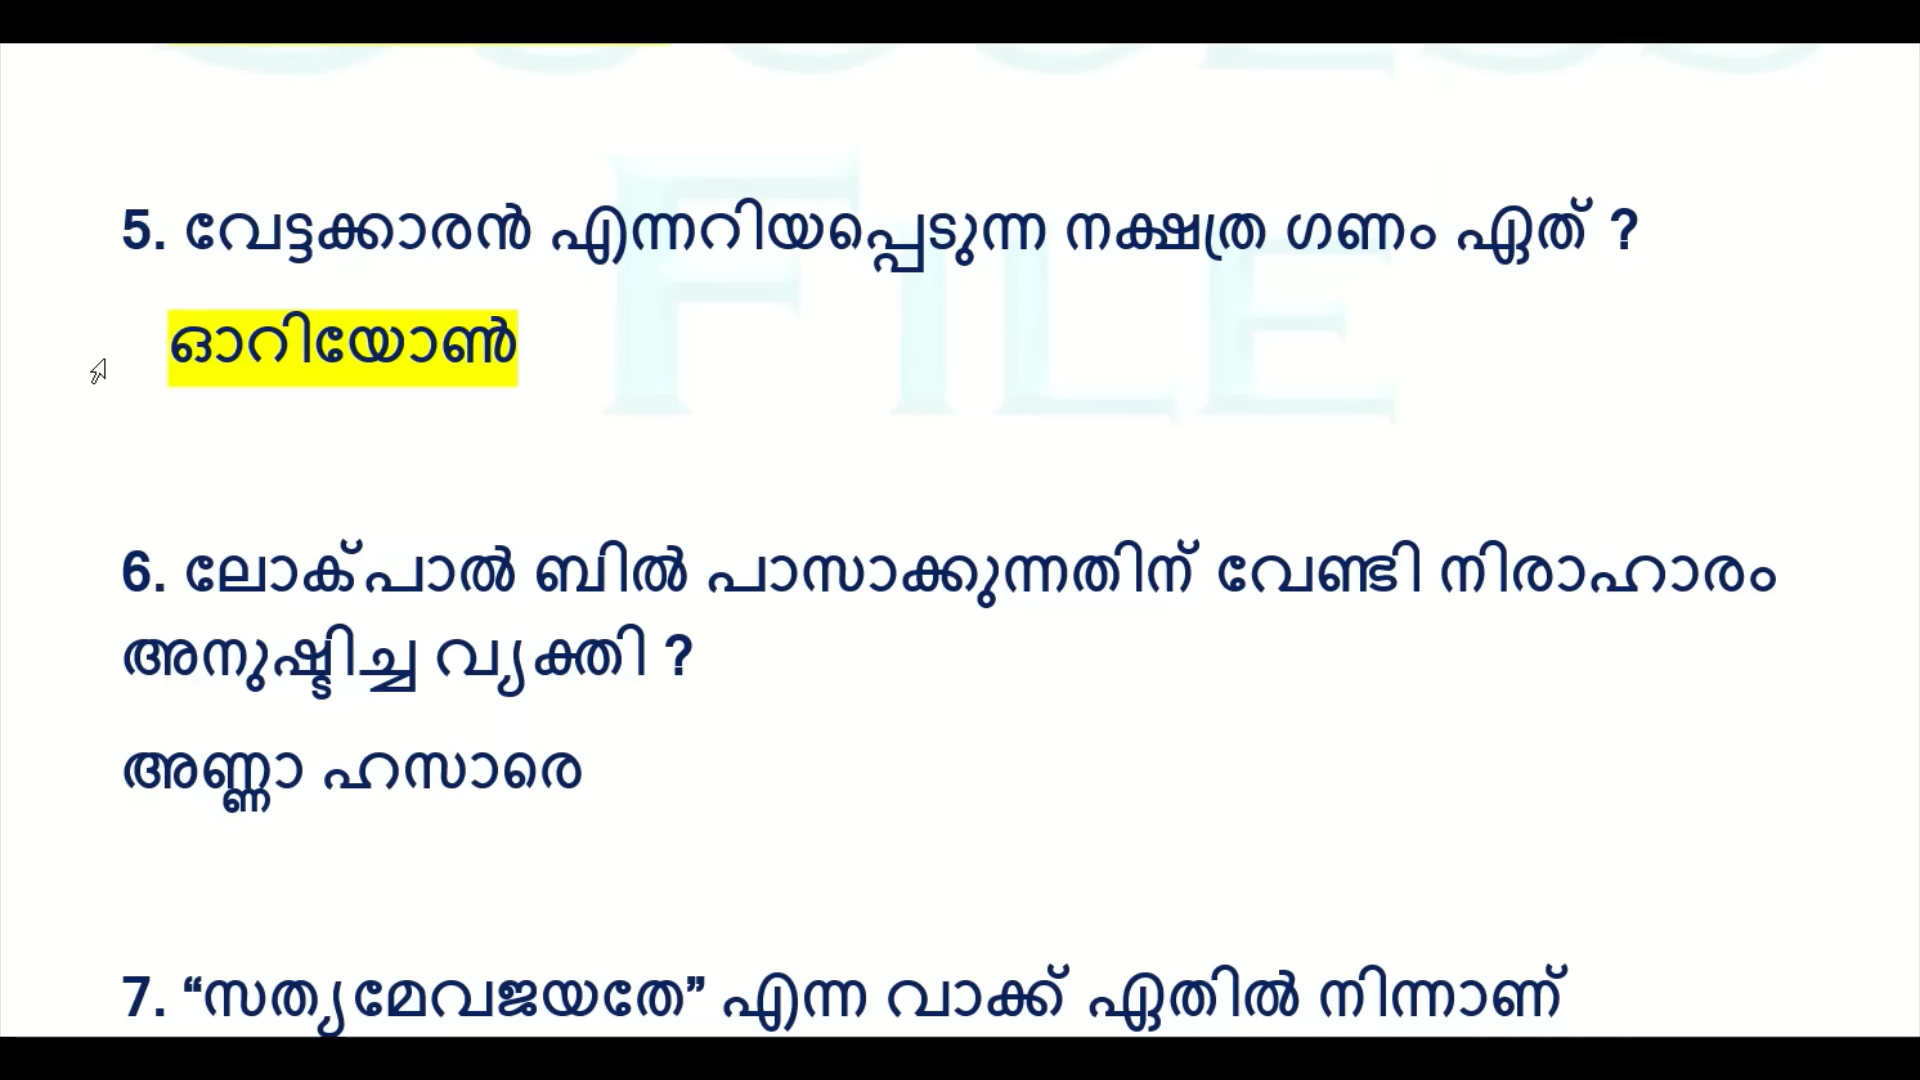 5. വേട്ടക്കാരൻ എന്നറിയപ്പെടുന്ന നക്ഷത്ര ഗണം ഏത് ?
ഓറിയോൺ
6. ലോക്പാൽ ബിൽ പാസാക്കുന്നതിന് വേണ്ടി നിരാഹാരം
അനുഷ്ടിച്ച വ്യക്തി ?
അണ്ണാ ഹസാരെ
7. “സത്യമേവജയതേ” എന്ന വാക്ക് ഏതിൽ നിന്നാണ്
FILE